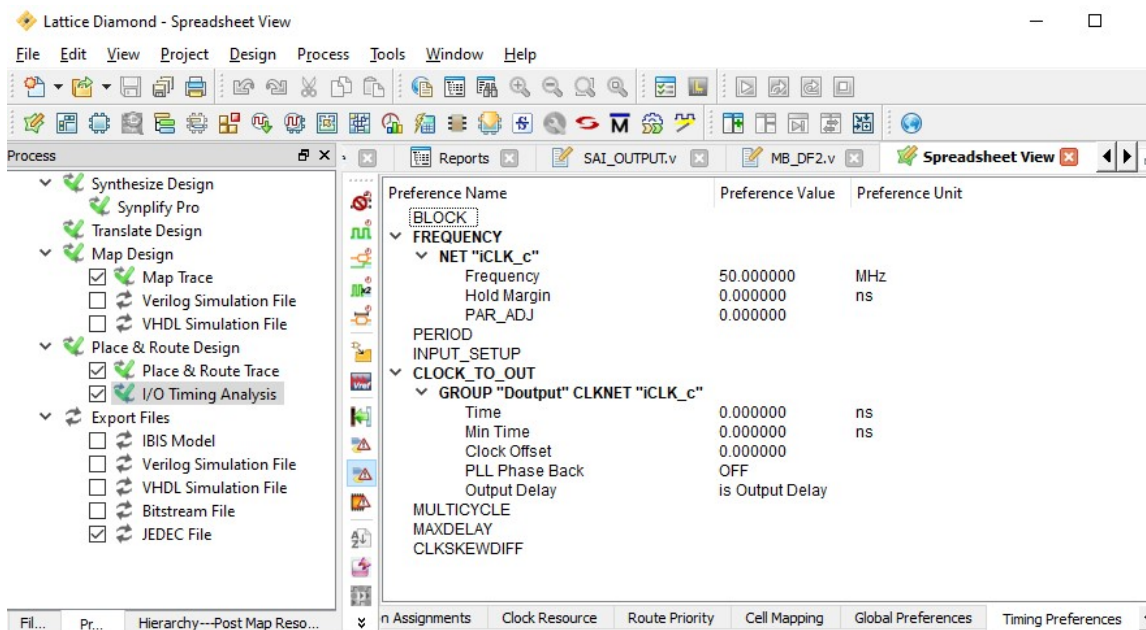 Lattice Diamond - Spreadsheet View
File Edit View Project Design Process Tools Window Help
Process
Reports SAI_OUTPUT.v MB_DF2.v Spreadsheet View
Synthesize Design
Synplify Pro
Translate Design
Map Design
Map Trace
Verilog Simulation File
VHDL Simulation File
Place & Route Design
Place & Route Trace
I/O Timing Analysis
Export Files
IBIS Model
Verilog Simulation File
VHDL Simulation File
Bitstream File
JEDEC File
Preference Name Preference Value Preference Unit
BLOCK
FREQUENCY
NET "iCLK_c"
Frequency 50.000000 MHz
Hold Margin 0.000000 ns
PAR_ADJ 0.000000
PERIOD
INPUT_SETUP
CLOCK_TO_OUT
GROUP "Doutput" CLKNET "iCLK_c"
Time 0.000000 ns
Min Time 0.000000 ns
Clock Offset 0.000000
PLL Phase Back OFF
Output Delay is Output Delay
MULTICYCLE
MAXDELAY
CLKSKEWDIFF
Fil... Pr... Hierarchy---Post Map Reso...
n Assignments Clock Resource Route Priority Cell Mapping Global Preferences Timing Preferences